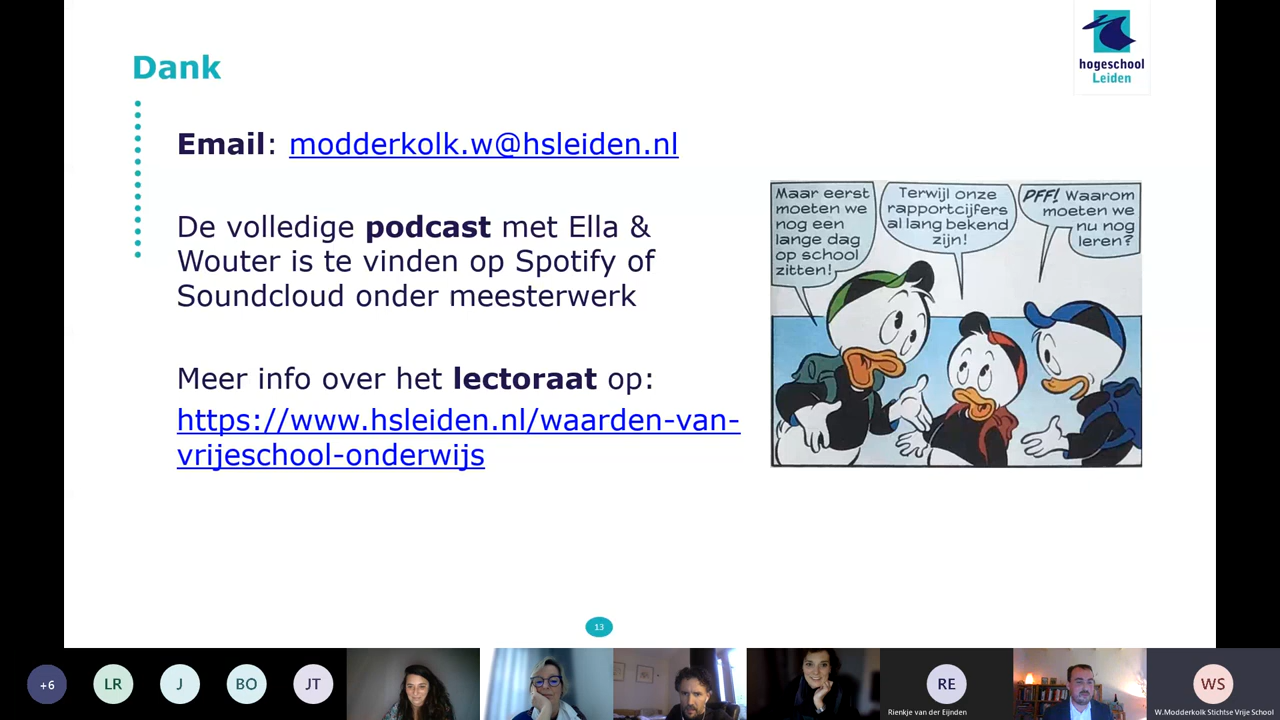 Dank
hogeschool
Leiden
Email: modderkolk.w@hsleiden.nl
De volledige podcast met Ella &
Wouter is te vinden op Spotify of
Soundcloud onder meesterwerk
Meer info over het lectoraat op:
https://www.hsleiden.nl/waarden-van-
vrijeschool-onderwijs
Maar eerst
moeten we
nog een
lange dag
op school
zitten!
Terwijl onze
rapportcijfers
al lang bekend
zijn!
PFF! Waarom
moeten we
nu nog
leren?
13
+6
LR
J
BO
JT
RE
Rienkje van der Eijnden
WS
W.Modderkolk Stichtse Vrije School